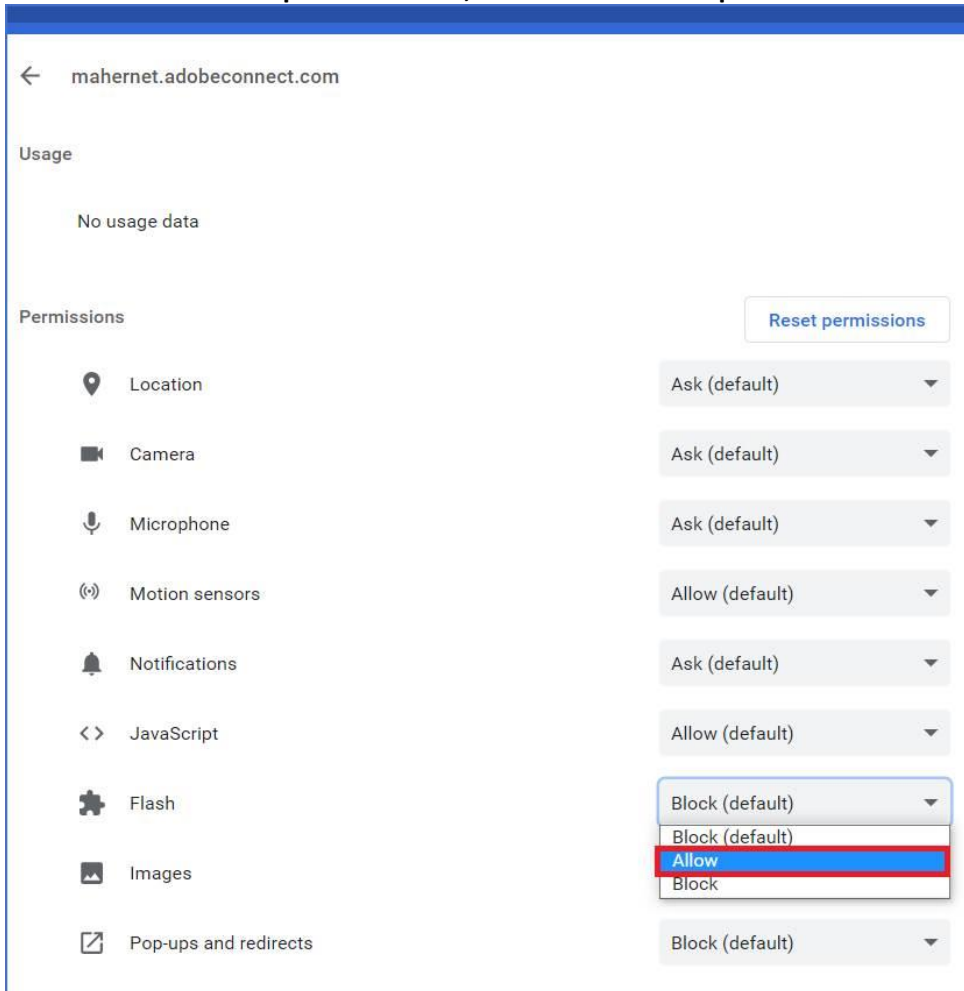 mahernet.adobeconnect.com
Usage
No usage data
Permissions
Reset permissions
Location Ask (default)
Camera Ask (default)
Microphone Ask (default)
Motion sensors Allow (default)
Notifications Ask (default)
JavaScript Allow (default)
Flash Block (default)
Block (default)
Allow
Images
Block
Pop-ups and redirects Block (default)